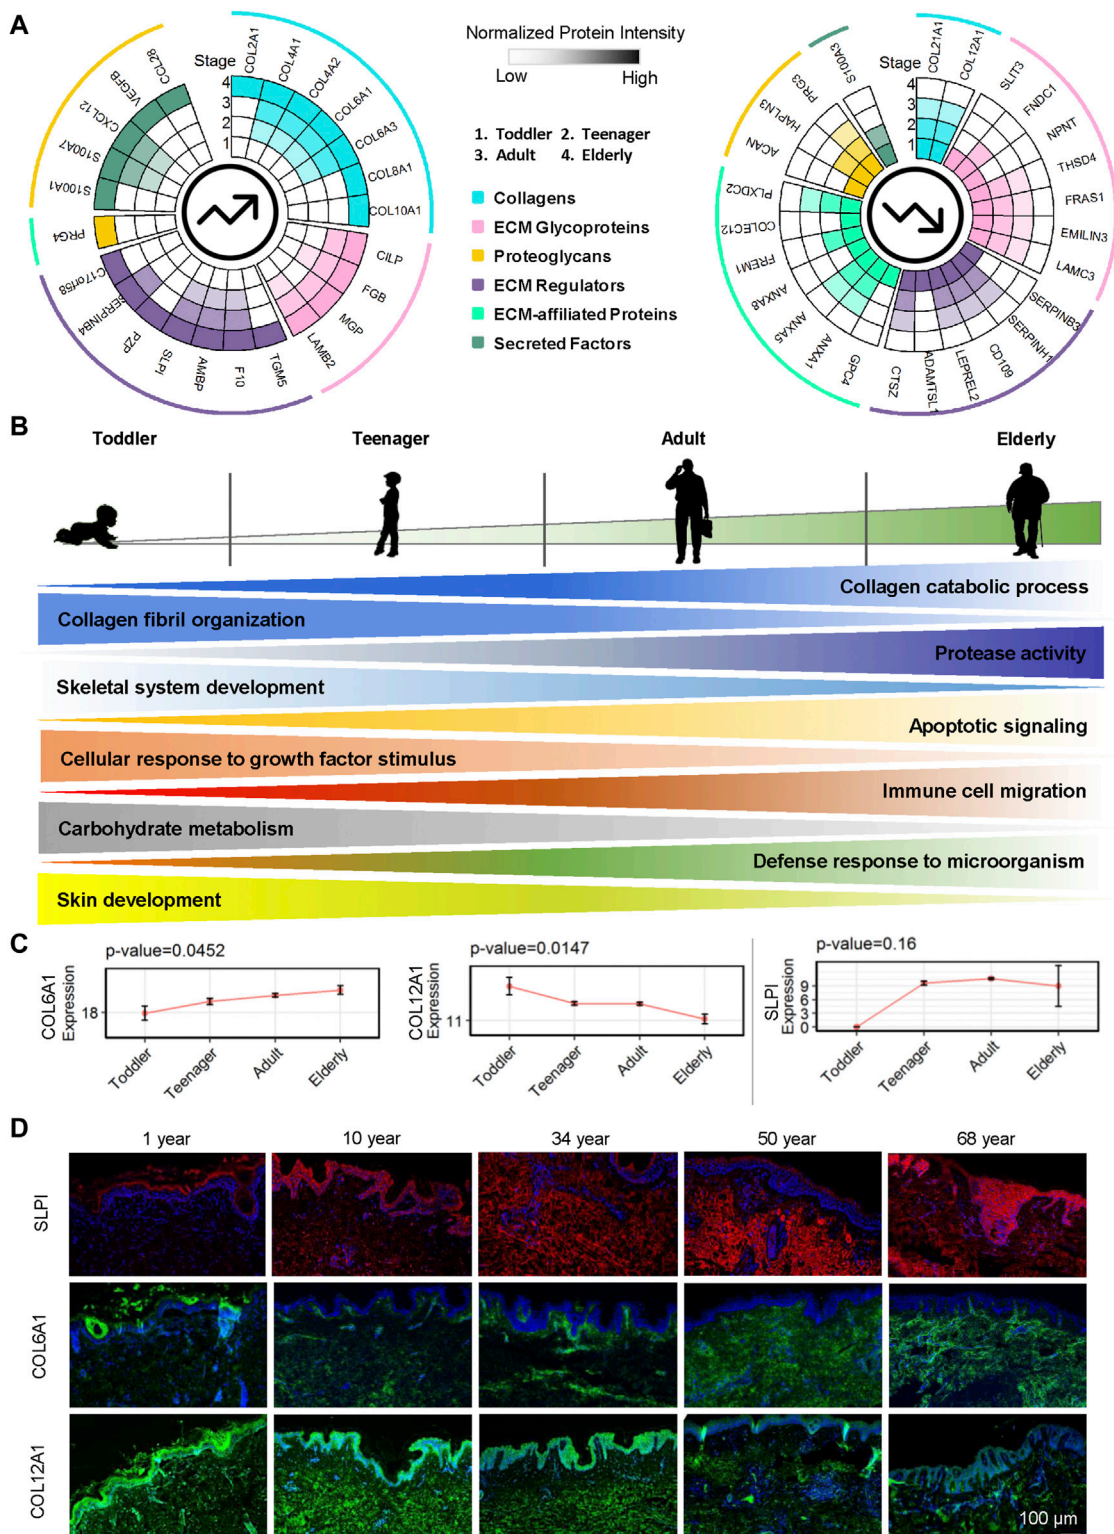 A
Normalized Protein Intensity
Low High
1. Toddler 2. Teenager
3. Adult 4. Elderly
Collagens
ECM Glycoproteins
Proteoglycans
ECM Regulators
ECM-affiliated Proteins
Secreted Factors
Stage
4
3
2
1
COL2A1
COL4A1
COL4A2
COL6A1
COL6A3
COL8A1
COL10A1
CILP
FGB
MGP
LAMB2
TGM5
F10
AMBP
SLPI
PZP
SERPINB4
C17orf58
PRG4
S100A1
S100A7
CXCL12
VEGFB
CCL28
Stage
4
3
2
1
COL21A1
COL12A1
SLIT3
FNDC1
NPNT
THSD4
FRAS1
EMILIN3
LAMC3
SERPINB3
SERPINH1
CD109
LEPREL2
ADAMTSL1
CTSZ
GPC4
ANXA1
ANXA5
ANXA8
FREM1
COLEC12
PLXDC2
ACAN
HAPLN3
PRG3
S100A3
B
Toddler Teenager Adult Elderly
Collagen catabolic process
Collagen fibril organization
Protease activity
Skeletal system development
Apoptotic signaling
Cellular response to growth factor stimulus
Immune cell migration
Carbohydrate metabolism
Defense response to microorganism
Skin development
C
p-value=0.0452
COL6A1
Expression
18
Toddler
Teenager
Adult
Elderly
p-value=0.0147
COL12A1
Expression
11
Toddler
Teenager
Adult
Elderly
p-value=0.16
SLPI
Expression
9
6
3
0
Toddler
Teenager
Adult
Elderly
D
1 year 10 year 34 year 50 year 68 year
SLPI
COL6A1
COL12A1
100 µm